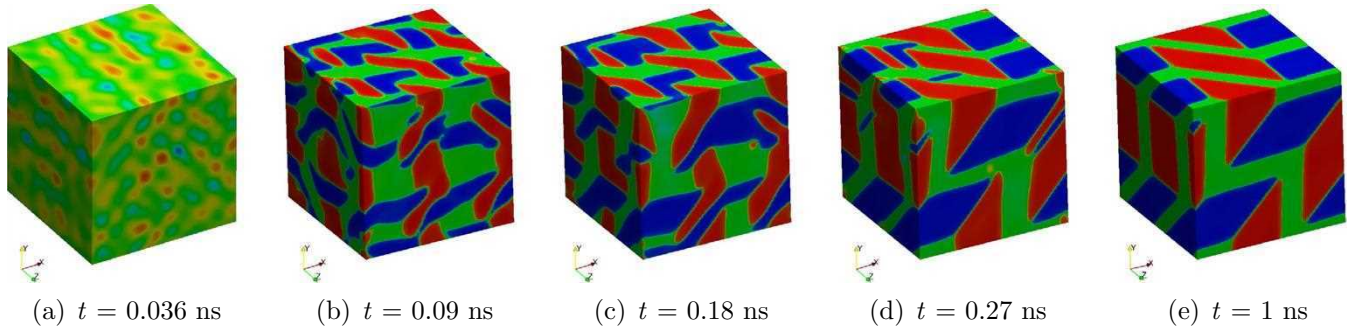 Y X Z Y X Z Y X Z Y X Z Y X Z
(a) t = 0.036 ns (b) t = 0.09 ns (c) t = 0.18 ns (d) t = 0.27 ns (e) t = 1 ns